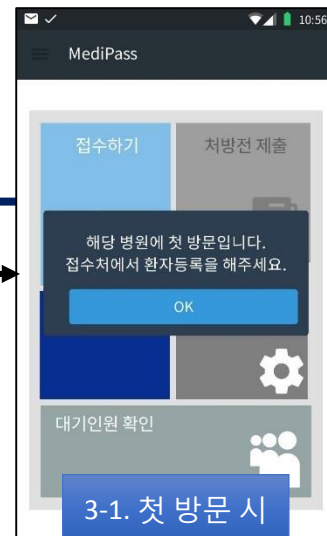 10:56
MediPass
접수하기
처방전 제출
해당 병원에 첫 방문입니다.
접수처에서 환자등록을 해주세요.
OK
대기인원 확인
3-1. 첫 방문 시